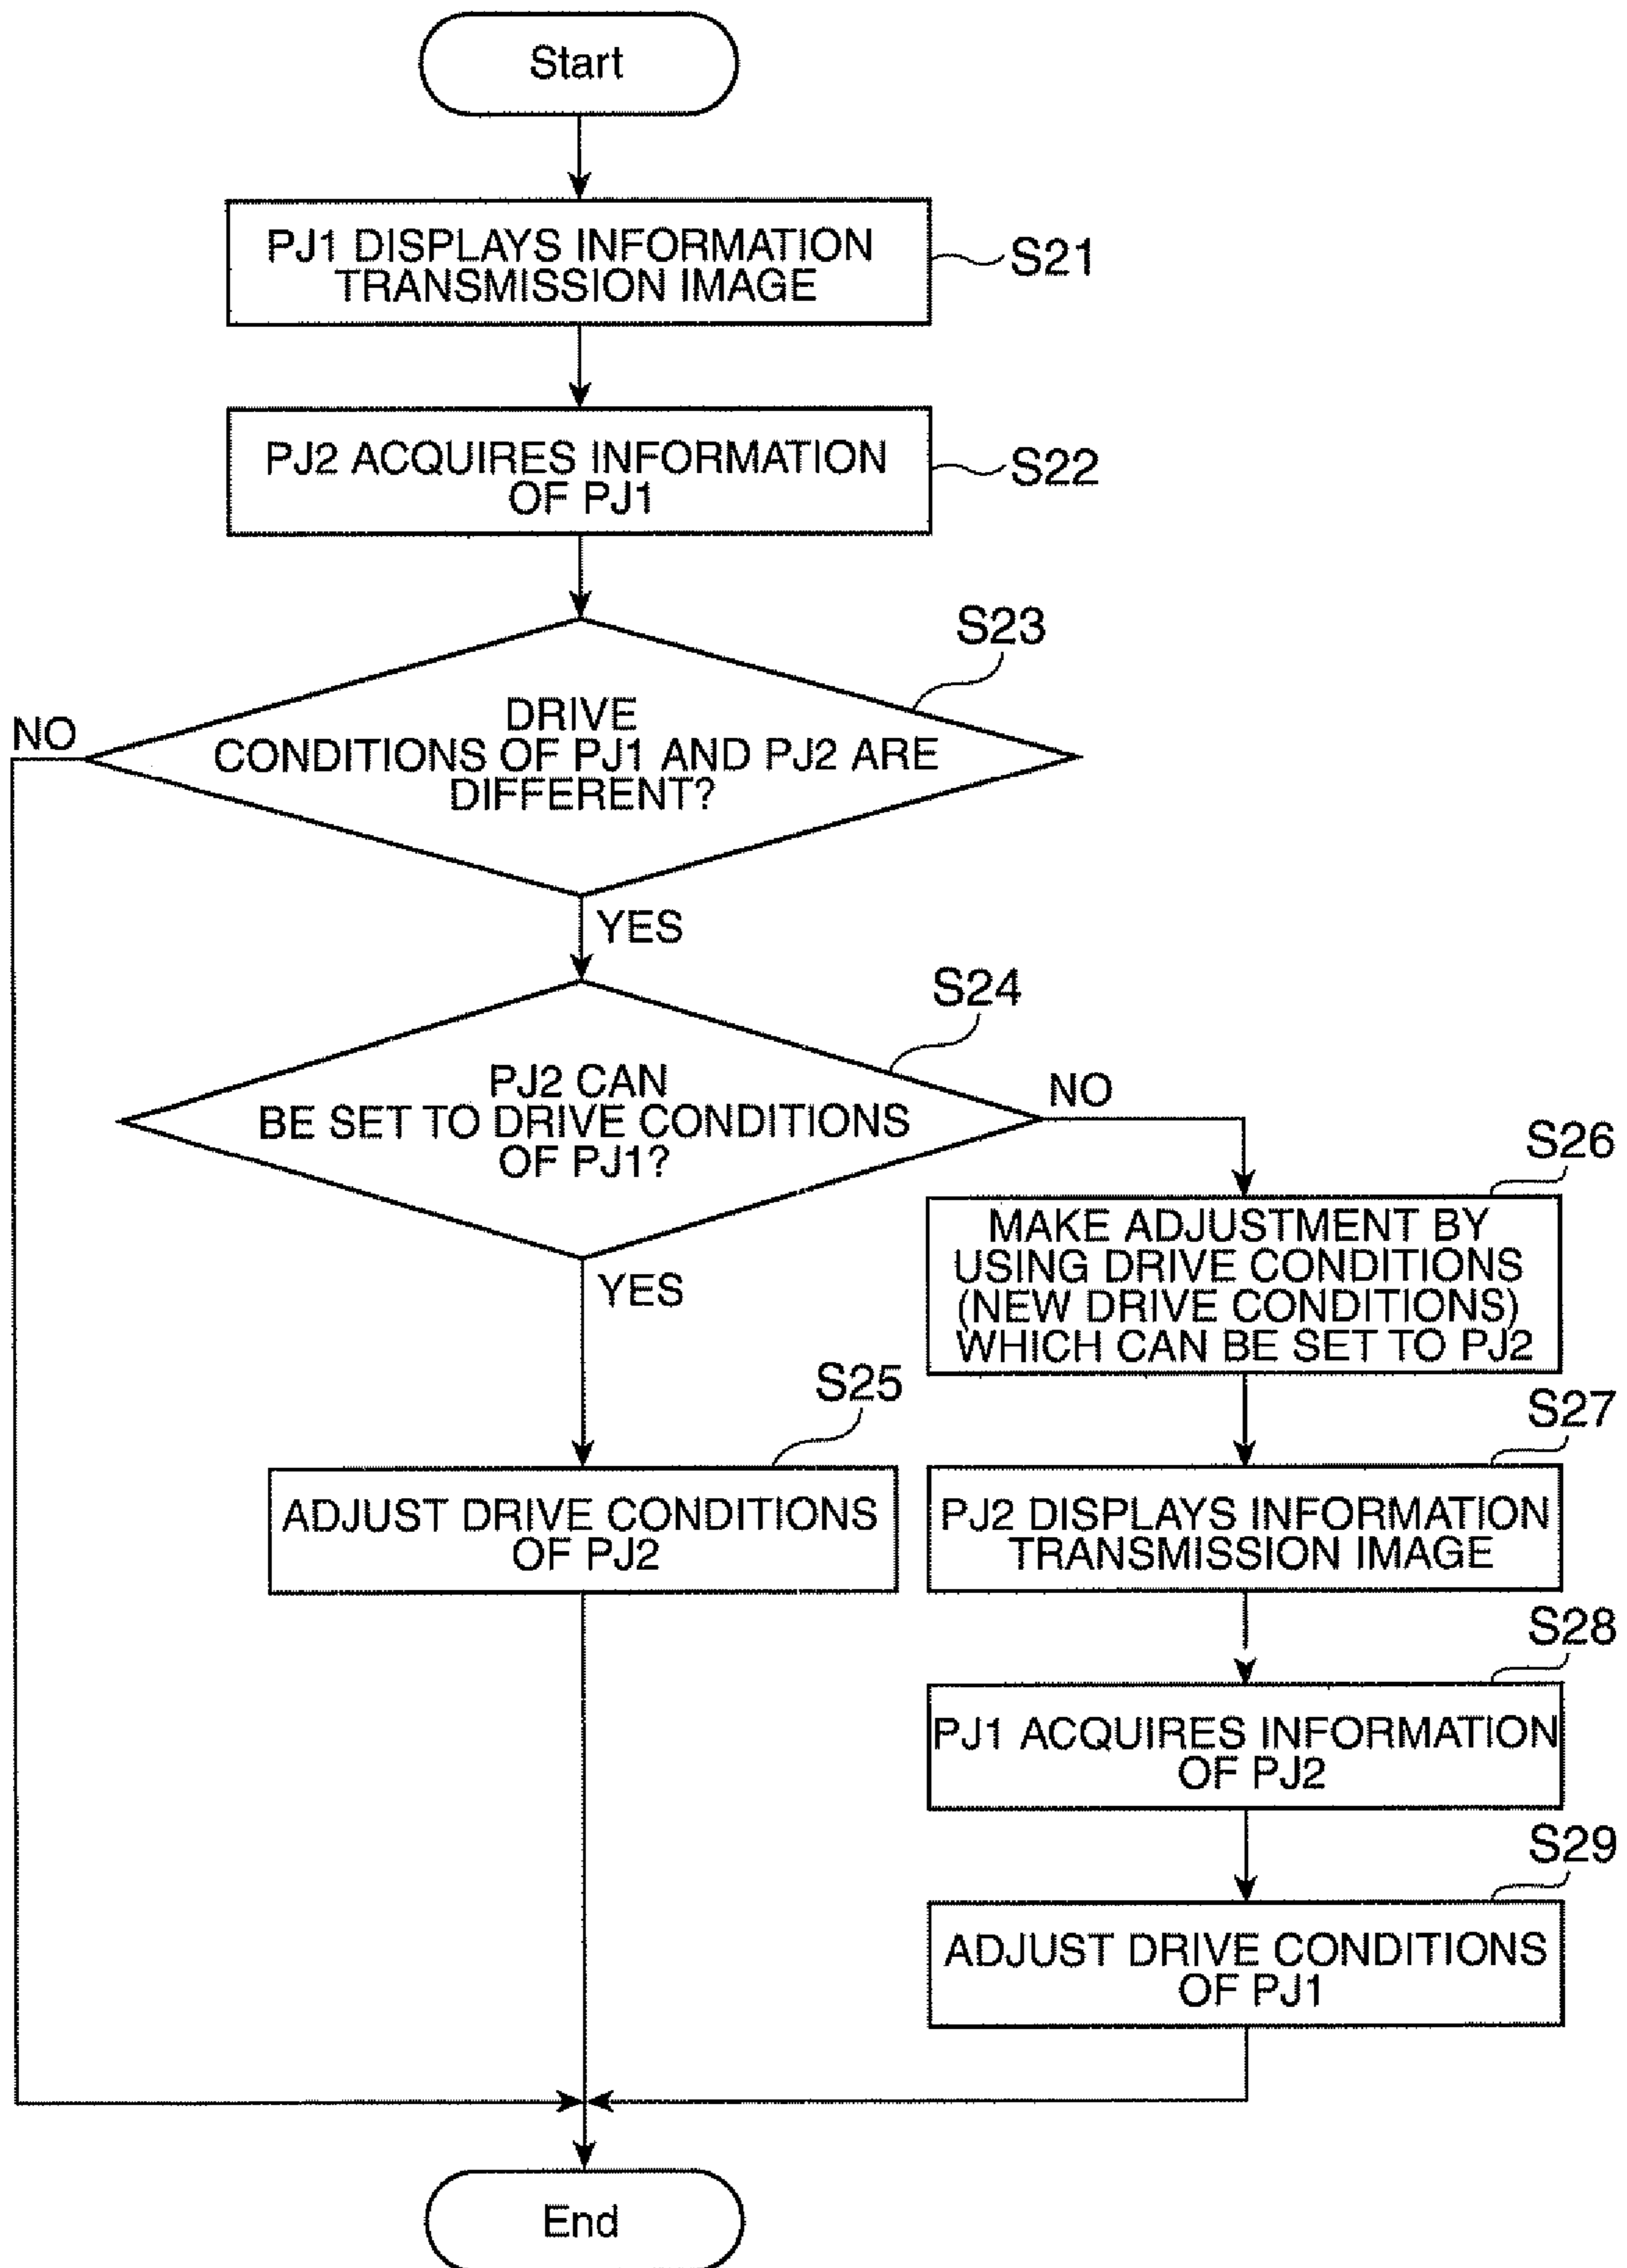 Start
PJ1 DISPLAYS INFORMATION
TRANSMISSION IMAGE
S21
PJ2 ACQUIRES INFORMATION
OF PJ1
S22
S23
DRIVE
CONDITIONS OF PJ1 AND PJ2 ARE
DIFFERENT?
NO
YES
S24
PJ2 CAN
BE SET TO DRIVE CONDITIONS
OF PJ1?
NO
YES
S26
MAKE ADJUSTMENT BY
USING DRIVE CONDITIONS
(NEW DRIVE CONDITIONS)
WHICH CAN BE SET TO PJ2
S25
ADJUST DRIVE CONDITIONS
OF PJ2
S27
PJ2 DISPLAYS INFORMATION
TRANSMISSION IMAGE
S28
PJ1 ACQUIRES INFORMATION
OF PJ2
S29
ADJUST DRIVE CONDITIONS
OF PJ1
End